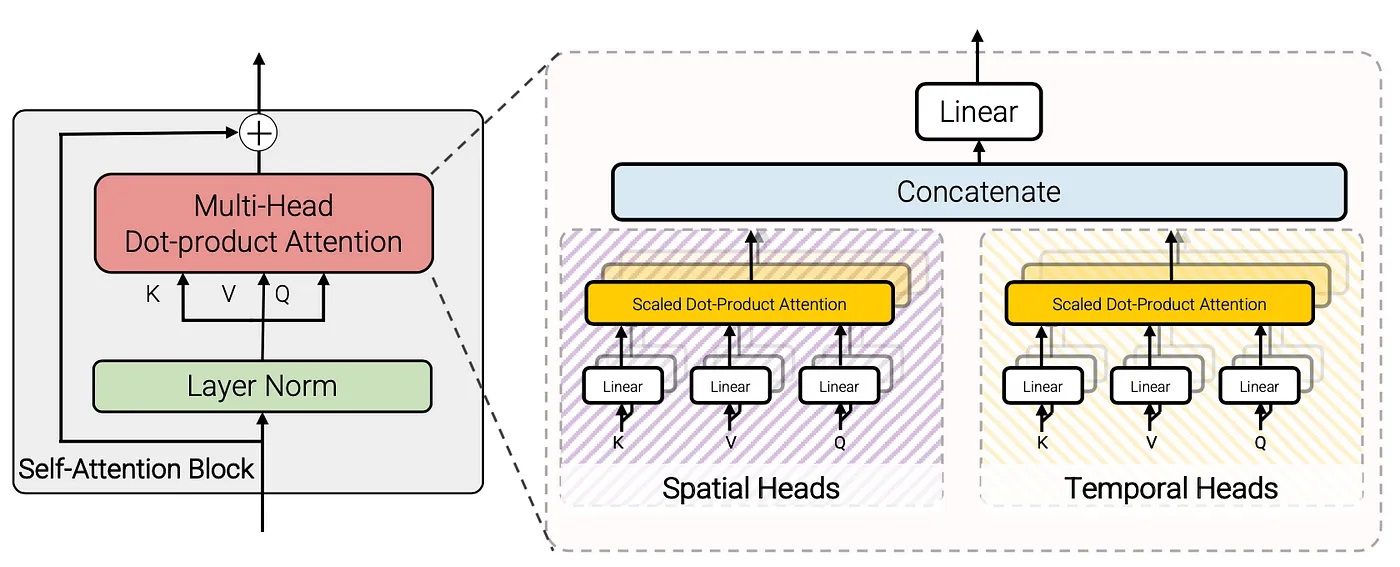 Multi-Head
Dot-product Attention
K V Q
Layer Norm
Self-Attention Block
Linear
Concatenate
Scaled Dot-Product Attention
Linear Linear Linear
K V Q
Spatial Heads
Scaled Dot-Product Attention
Linear Linear Linear
K V Q
Temporal Heads